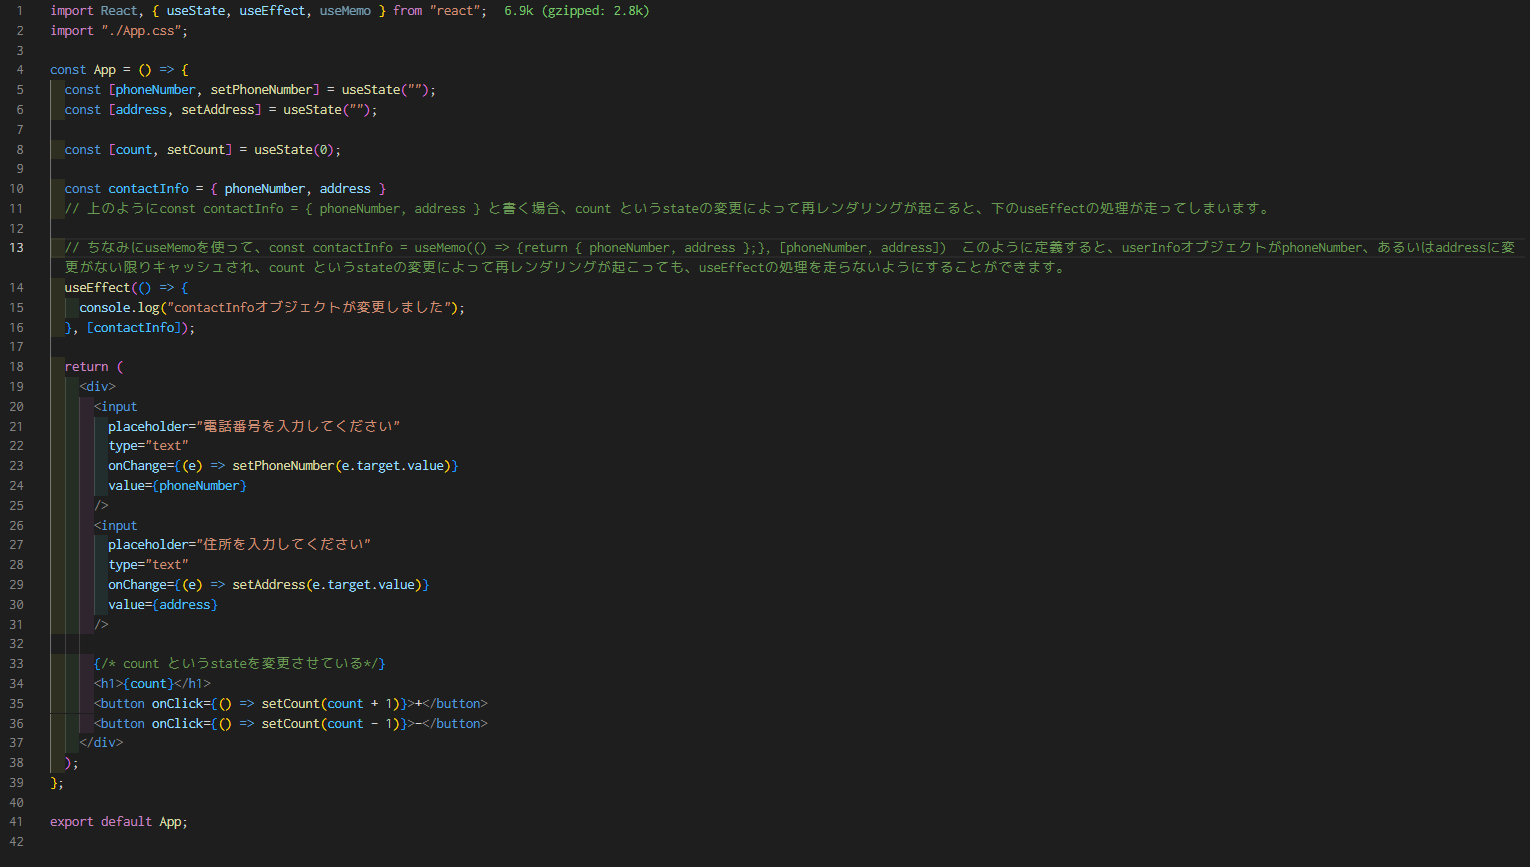 1 import React, { useState, useEffect, useMemo } from "react"; 6.9k (gzipped: 2.8k)
2 import "./App.css";
3
4 const App = () => {
5 const [phoneNumber, setPhoneNumber] = useState("");
6 const [address, setAddress] = useState("");
7
8 const [count, setCount] = useState(0);
9
10 const contactInfo = { phoneNumber, address }
11 // 上のようにconst contactInfo = { phoneNumber, address } と書く場合、count というstateの変更によって再レンダリングが起こると、下のuseEffectの処理が走ってしまいます。
12
13 // ちなみにuseMemoを使って、const contactInfo = useMemo(() => {return { phoneNumber, address };}, [phoneNumber, address]) このように定義すると、userInfoオブジェクトがphoneNumber、あるいはaddressに変
更がない限りキャッシュされ、count というstateの変更によって再レンダリングが起こっても、useEffectの処理を走らないようにすることができます。
14 useEffect(() => {
15 console.log("contactInfoオブジェクトが変更しました");
16 }, [contactInfo]);
17
18 return (
19 <div>
20 <input
21 placeholder="電話番号を入力してください"
22 type="text"
23 onChange={(e) => setPhoneNumber(e.target.value)}
24 value={phoneNumber}
25 />
26 <input
27 placeholder="住所を入力してください"
28 type="text"
29 onChange={(e) => setAddress(e.target.value)}
30 value={address}
31 />
32
33 {/* count というstateを変更させている*/}
34 <h1>{count}</h1>
35 <button onClick={() => setCount(count + 1)}>+</button>
36 <button onClick={() => setCount(count - 1)}>-</button>
37 </div>
38 );
39 };
40
41 export default App;
42